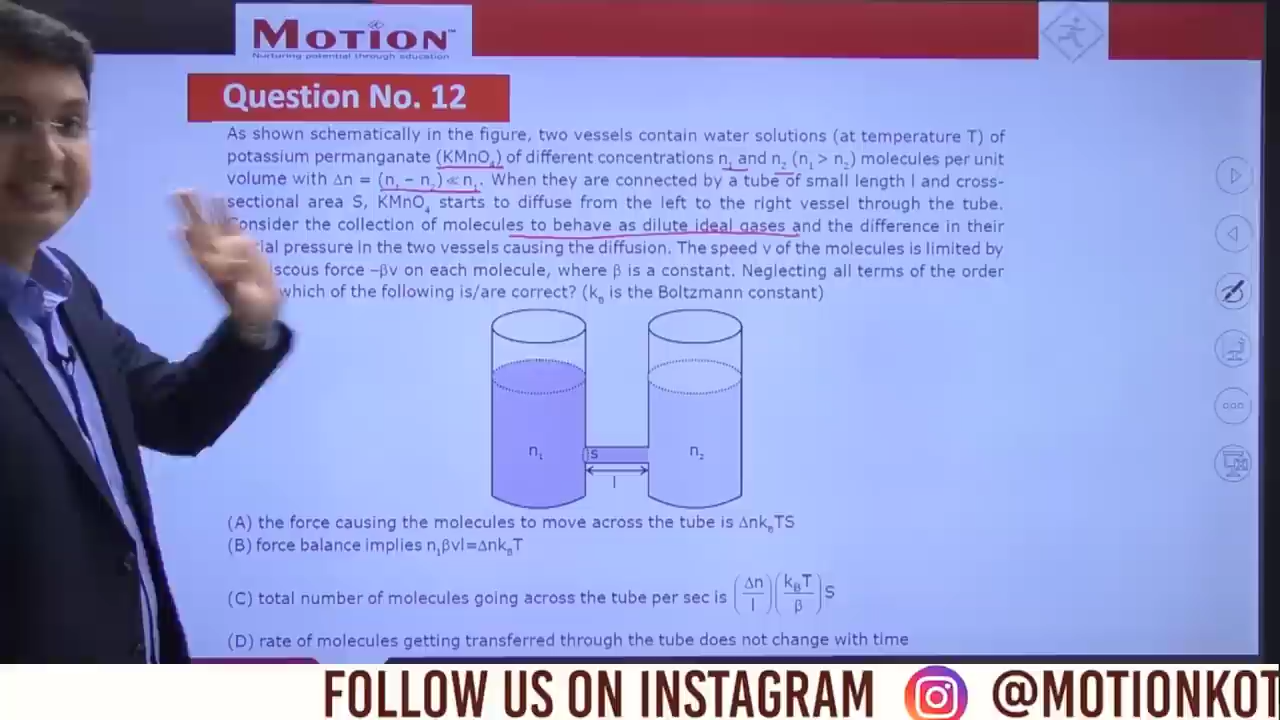 MOTION™
Nurturing potential through education
Question No. 12
As shown schematically in the figure, two vessels contain water solutions (at temperature T) of
potassium permanganate (KMnO₄) of different concentrations n₁ and n₂ (n₁ > n₂) molecules per unit
volume with Δn = (n₁ – n₂) ≪ n₁. When they are connected by a tube of small length l and cross-
sectional area S, KMnO₄ starts to diffuse from the left to the right vessel through the tube.
Consider the collection of molecules to behave as dilute ideal gases and the difference in their
pressure in the two vessels causing the diffusion. The speed v of the molecules is limited by
force –βv on each molecule, where β is a constant. Neglecting all terms of the order
which of the following is/are correct? (k_B is the Boltzmann constant)
n₁
S
l
n₂
(A) the force causing the molecules to move across the tube is Δnk_BTS
(B) force balance implies n₁βvl=Δnk_BT
(C) total number of molecules going across the tube per sec is (Δn/l)(k_BT/β)S
(D) rate of molecules getting transferred through the tube does not change with time
FOLLOW US ON INSTAGRAM @MOTIONKOT